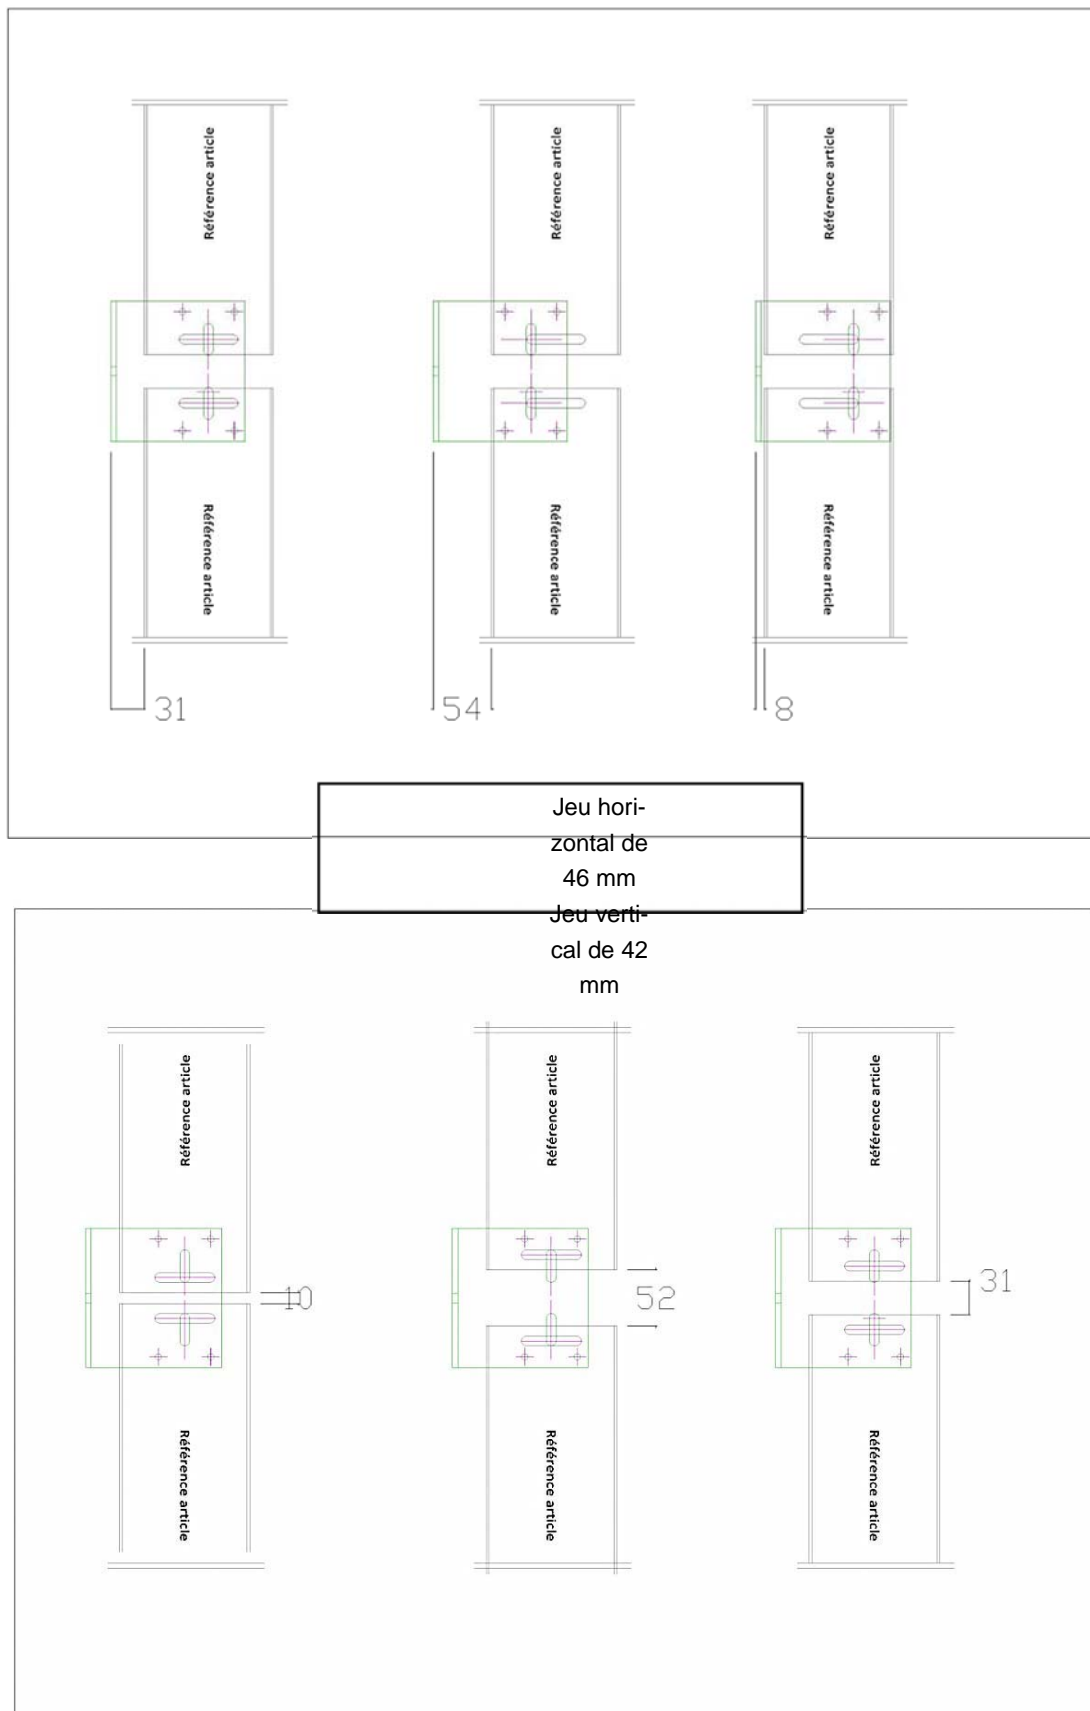 Référence article
Référence article
Référence article
Référence article
Référence article
Référence article
31
54
8
Jeu hori-
zontal de
46 mm
Jeu verti-
cal de 42
mm
Référence article
Référence article
Référence article
10
52
31
Référence article
Référence article
Référence article